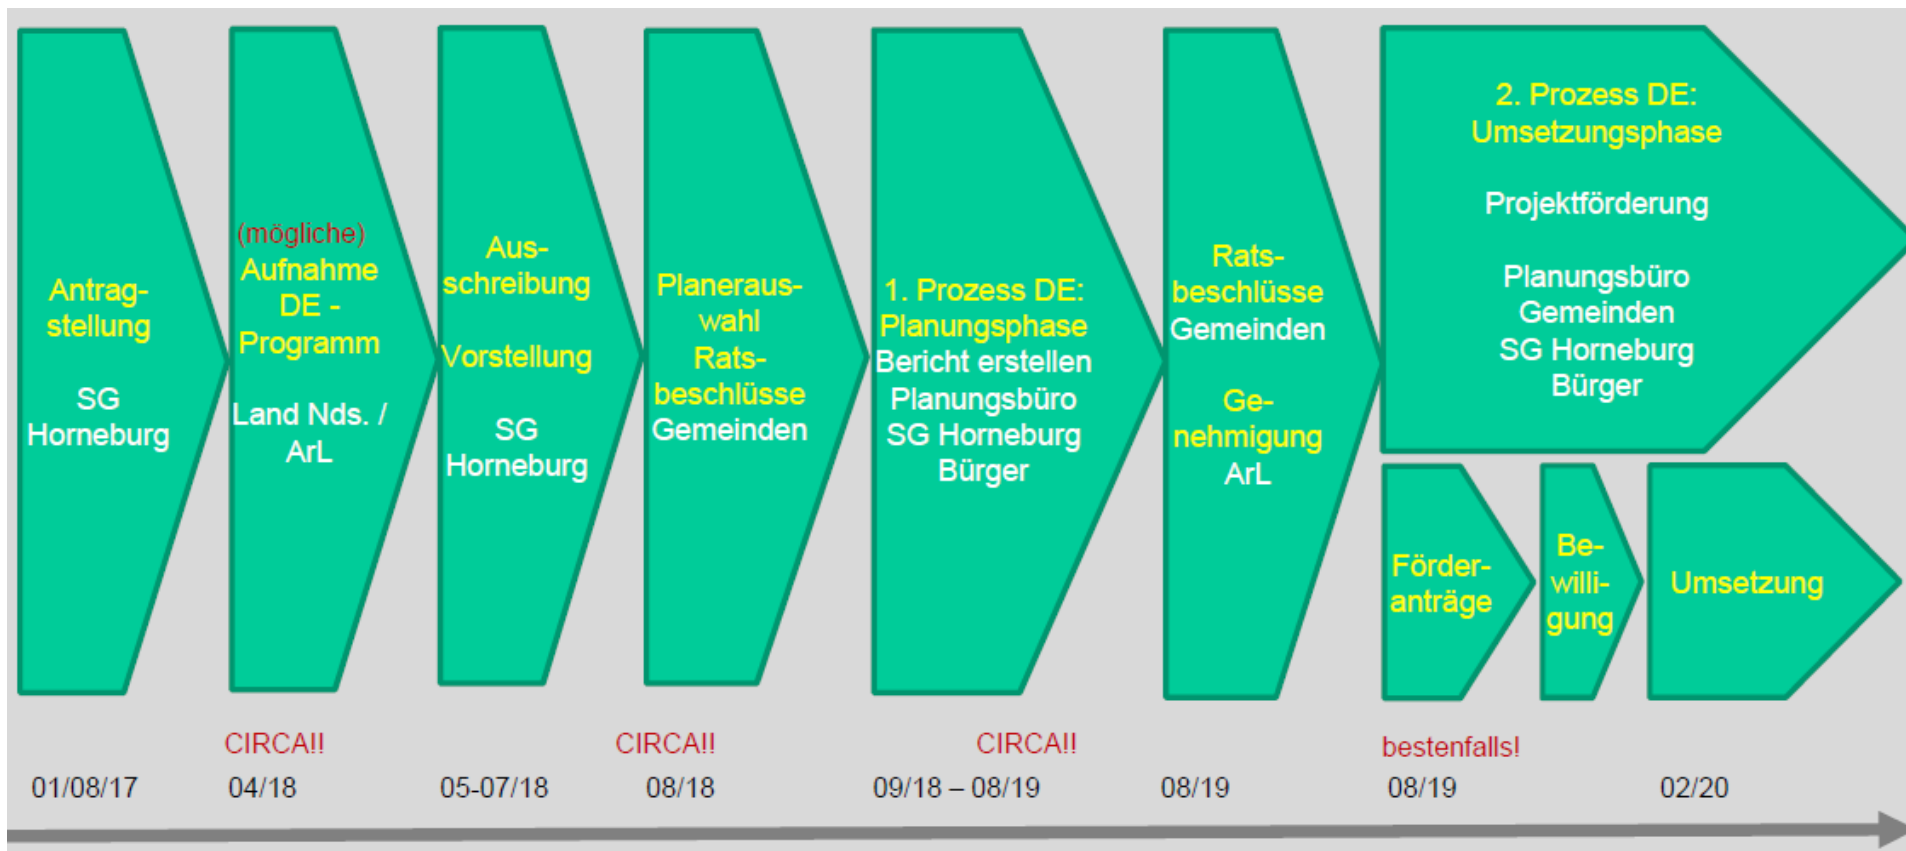 Antrag-
stellung
SG
Horneburg
(mögliche)
Aufnahme
DE -
Programm
Land Nds. /
ArL
Aus-
schreibung
Vorstellung
SG
Horneburg
Planeraus-
wahl
Rats-
beschlüsse
Gemeinden
1. Prozess DE:
Planungsphase
Bericht erstellen
Planungsbüro
SG Horneburg
Bürger
Rats-
beschlüsse
Gemeinden
Ge-
nehmigung
ArL
2. Prozess DE:
Umsetzungsphase
Projektförderung
Planungsbüro
Gemeinden
SG Horneburg
Bürger
Förder-
anträge
Be-
willi-
gung
Umsetzung
CIRCA!!
CIRCA!!
CIRCA!!
bestenfalls!
01/08/17
04/18
05-07/18
08/18
09/18 – 08/19
08/19
08/19
02/20